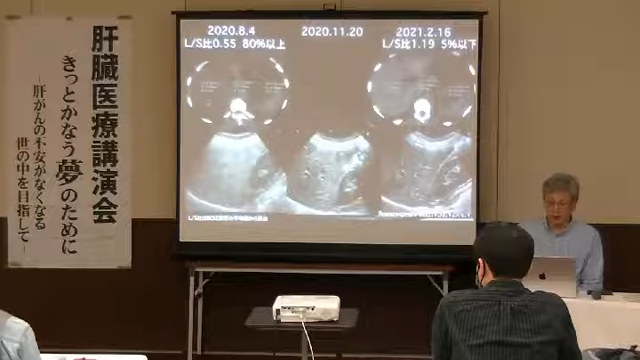 肝臓医療講演会
きっとかなう夢のために
－肝がんの不安がなくなる
世の中を目指して－
2020.8.4
L/S比0.55 80%以上
2020.11.20
2021.2.16
L/S比1.19 5%以下